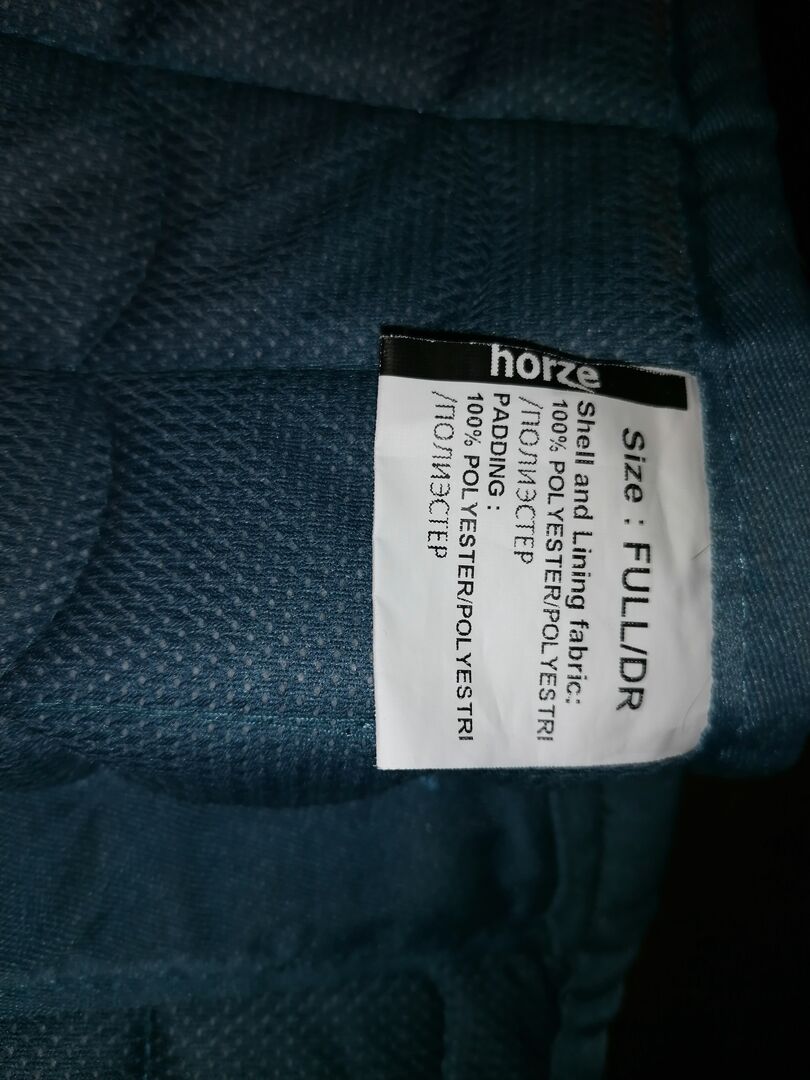 horze
Size : FULL/DR
Shell and Lining fabric:
100% POLYESTER/POLYESTRI
/ПОЛИЭСТЕР
PADDING :
100% POLYESTER/POLYESTRI
/ПОЛИЭСТЕР